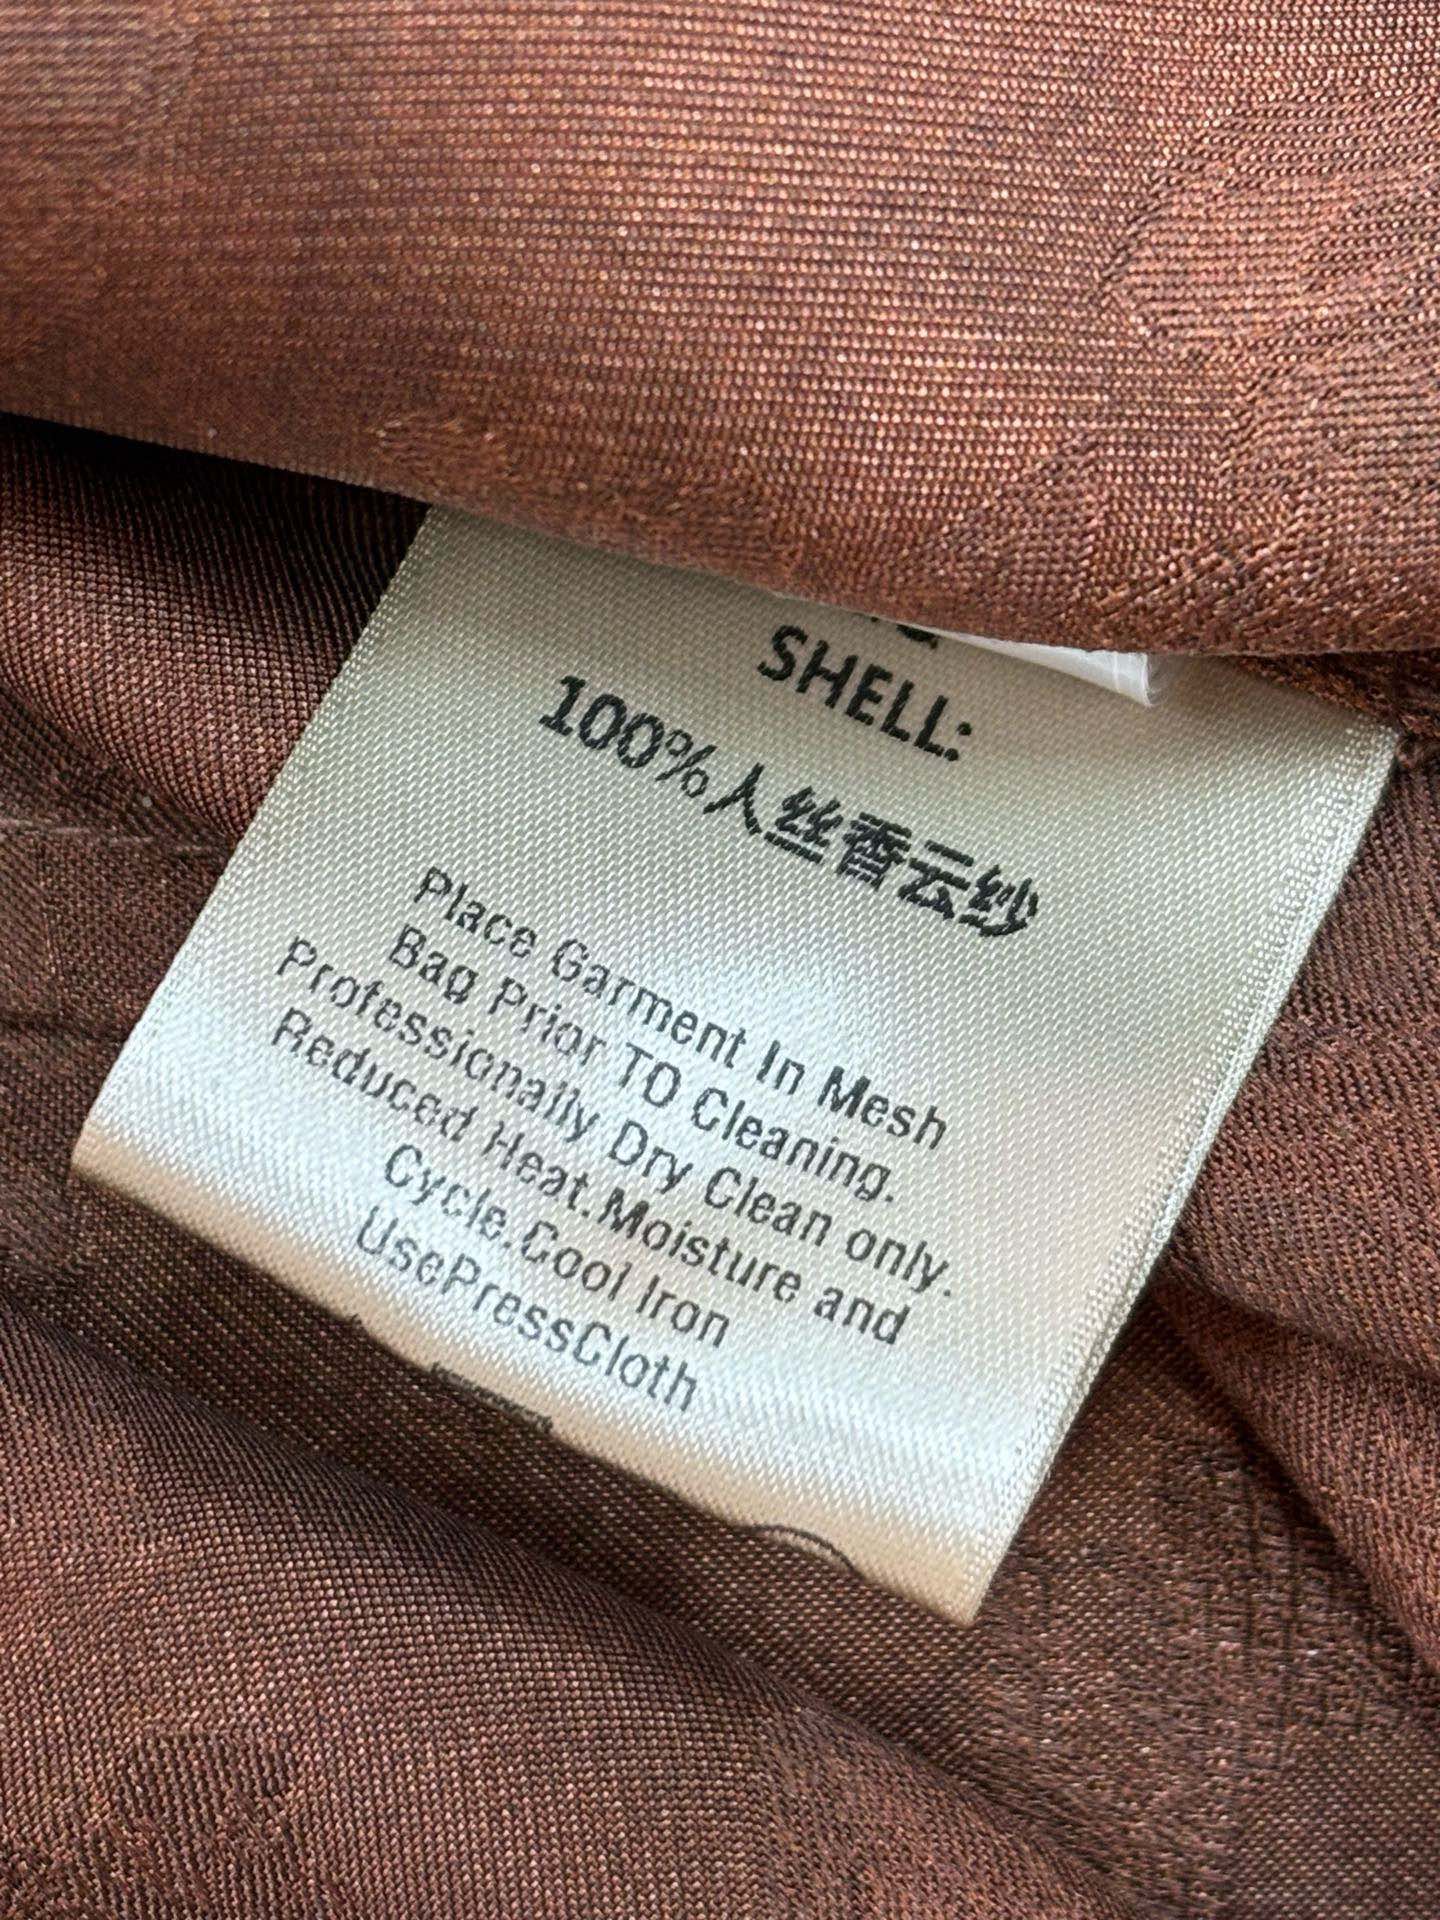 SHELL:
100%人丝香云纱
Place Garment In Mesh
Bag Prior TO Cleaning.
Professionally Dry Clean only.
Reduced Heat.Moisture and
Cycle.Cool Iron
UsePressCloth